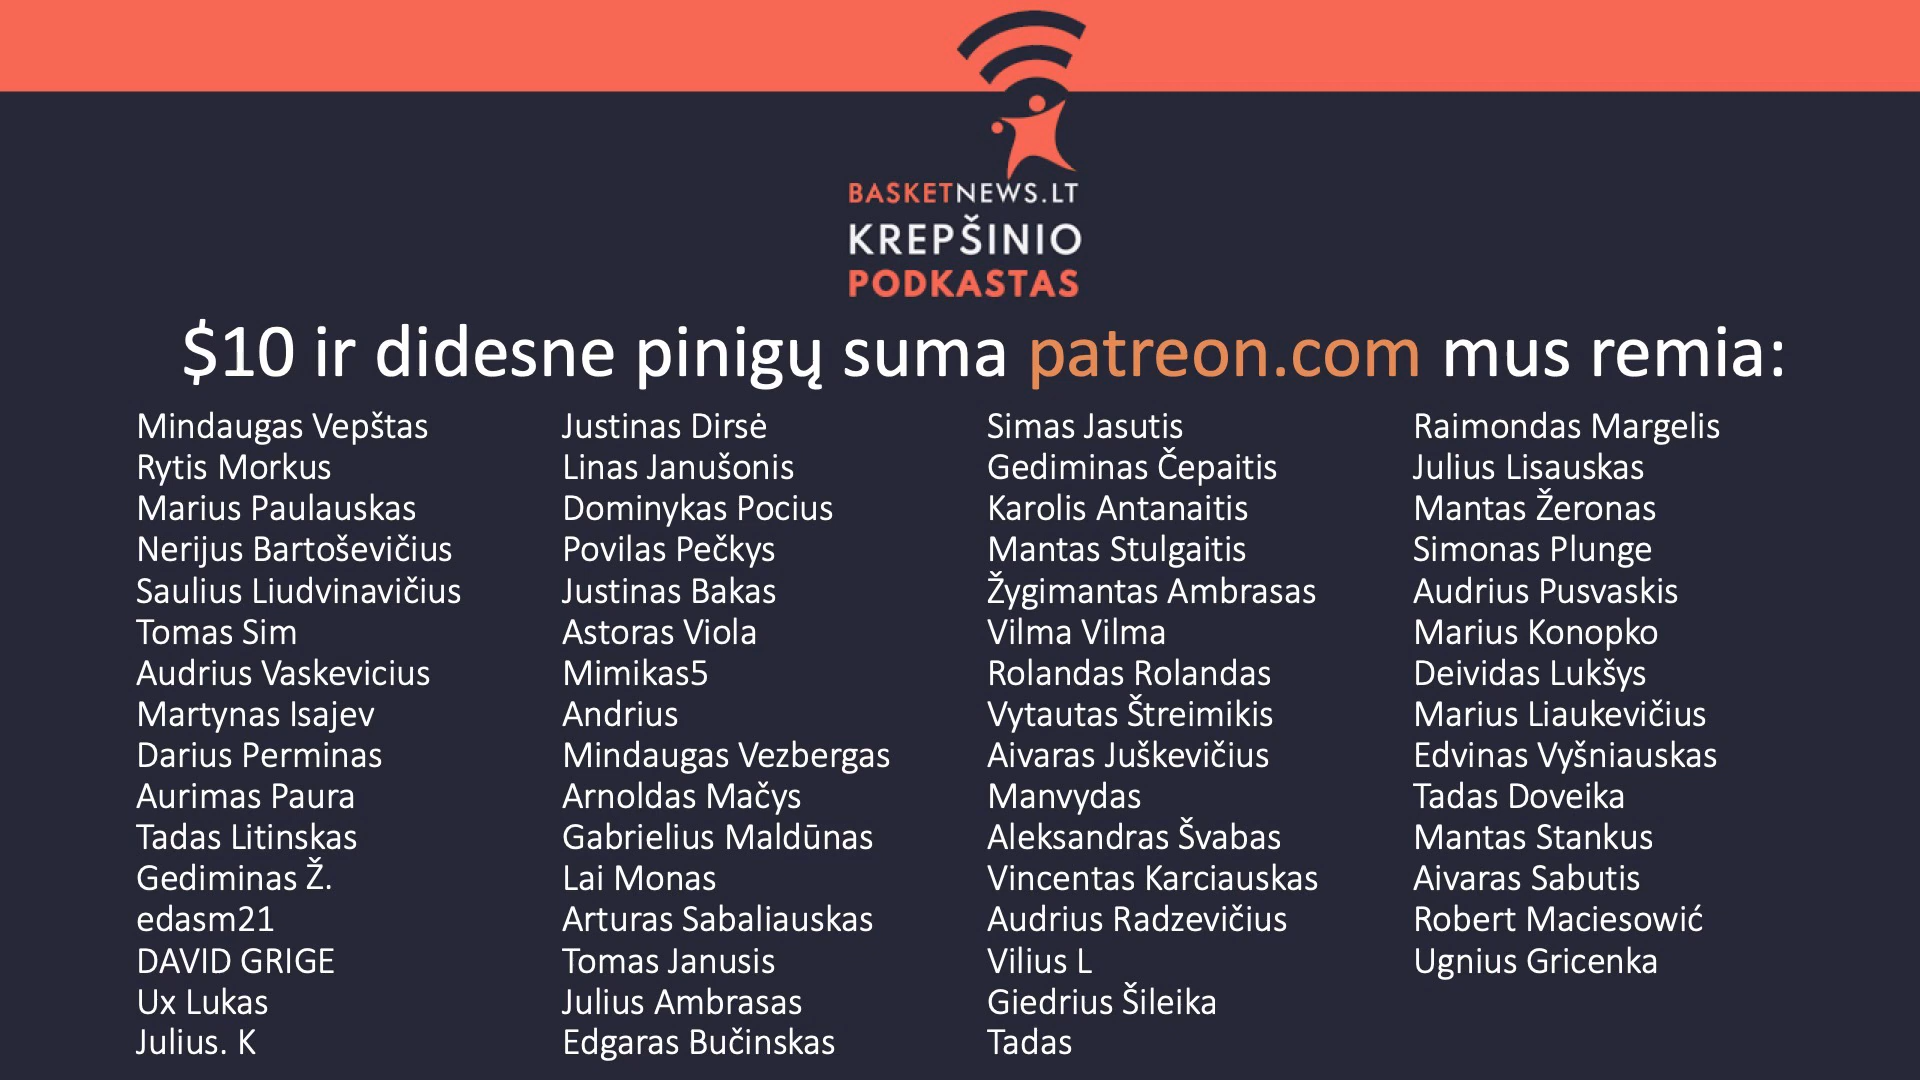 BASKETNEWS.LT
KREPŠINIO
PODKASTAS
$10 ir didesne pinigų suma patreon.com mus remia:
Mindaugas Vepštas
Rytis Morkus
Marius Paulauskas
Nerijus Bartoševičius
Saulius Liudvinavičius
Tomas Sim
Audrius Vaskevicius
Martynas Isajev
Darius Perminas
Aurimas Paura
Tadas Litinskas
Gediminas Ž.
edasm21
DAVID GRIGE
Ux Lukas
Julius. K
Justinas Dirsė
Linas Janušonis
Dominykas Pocius
Povilas Pečkys
Justinas Bakas
Astoras Viola
Mimikas5
Andrius
Mindaugas Vezbergas
Arnoldas Mačys
Gabrielius Maldūnas
Lai Monas
Arturas Sabaliauskas
Tomas Janusis
Julius Ambrasas
Edgaras Bučinskas
Simas Jasutis
Gediminas Čepaitis
Karolis Antanaitis
Mantas Stulgaitis
Žygimantas Ambrasas
Vilma Vilma
Rolandas Rolandas
Vytautas Štreimikis
Aivaras Juškevičius
Manvydas
Aleksandras Švabas
Vincentas Karciauskas
Audrius Radzevičius
Vilius L
Giedrius Šileika
Tadas
Raimondas Margelis
Julius Lisauskas
Mantas Žeronas
Simonas Plunge
Audrius Pusvaskis
Marius Konopko
Deividas Lukšys
Marius Liaukevičius
Edvinas Vyšniauskas
Tadas Doveika
Mantas Stankus
Aivaras Sabutis
Robert Maciesowić
Ugnius Gricenka